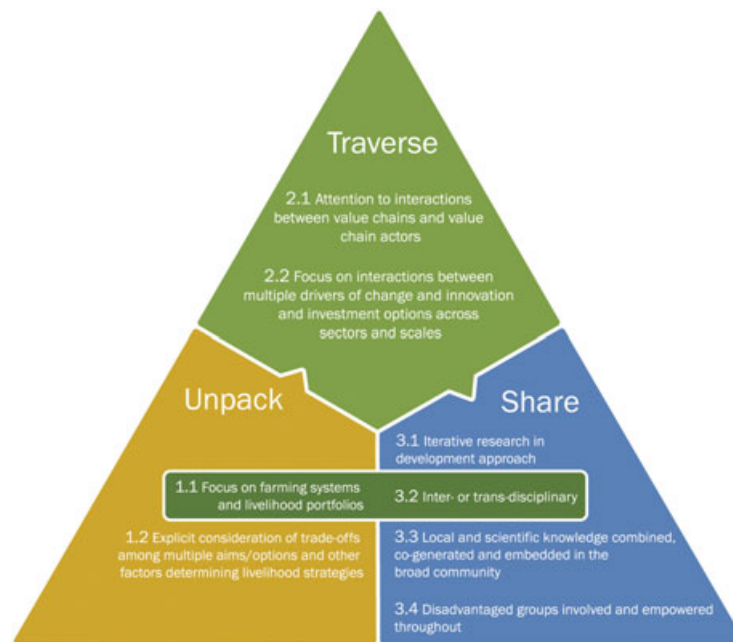 Traverse
2.1 Attention to interactions
between value chains and value
chain actors
2.2 Focus on interactions between
multiple drivers of change and innovation
and investment options across
sectors and scales
Unpack
1.1 Focus on farming systems
and livelihood portfolios
1.2 Explicit consideration of trade-offs
among multiple aims/options and other
factors determining livelihood strategies
Share
3.1 Iterative research in
development approach
3.2 Inter- or trans-disciplinary
3.3 Local and scientific knowledge combined,
co-generated and embedded in the
broad community
3.4 Disadvantaged groups involved and empowered
throughout